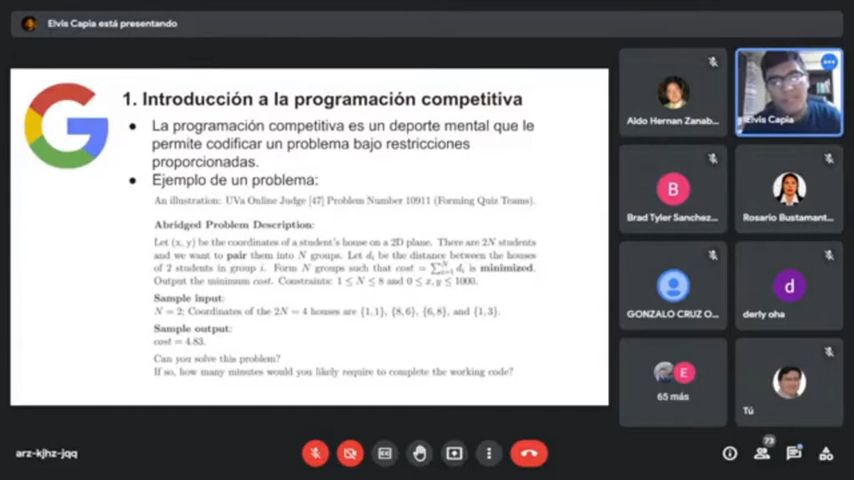 Elvis Capia está presentando
1. Introducción a la programación competitiva
● La programación competitiva es un deporte mental que le
permite codificar un problema bajo restricciones
proporcionadas.
● Ejemplo de un problema:
An illustration: UVa Online Judge [47] Problem Number 10911 (Forming Quiz Teams).
Abridged Problem Description:
Let (x, y) be the coordinates of a student's house on a 2D plane. There are 2N students
and we want to pair them into N groups. Let dᵢ be the distance between the houses
of 2 students in group i. Form N groups such that cost = ∑ᵢ₌₁ᴺ dᵢ is minimized.
Output the minimum cost. Constraints: 1 ≤ N ≤ 8 and 0 ≤ x, y ≤ 1000.
Sample input:
N = 2; Coordinates of the 2N = 4 houses are {1, 1}, {8, 6}, {6, 8}, and {1, 3}.
Sample output:
cost = 4.83.
Can you solve this problem?
If so, how many minutes would you likely require to complete the working code?
Aldo Hernan Zanab...
Elvis Capia
B
Brad Tyler Sanchez...
Rosario Bustamant...
GONZALO CRUZ O...
d
derly oha
E
65 más
Tú
arz-kjhz-jqq
73